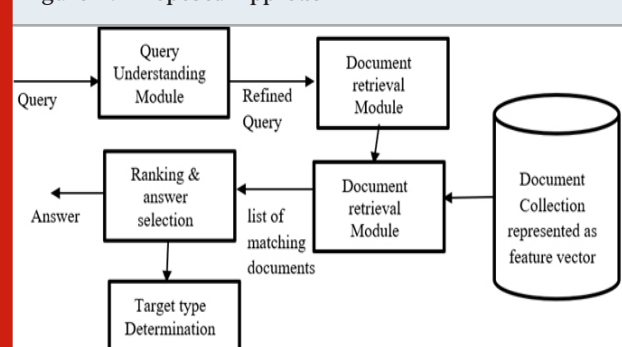 Query
Understanding
Module
Document
retrieval
Module
Query
Refined
Query
Document
Collection
represented as
feature vector
Ranking &
answer
selection
Document
retrieval
Module
Answer
list of
matching
documents
Target type
Determination